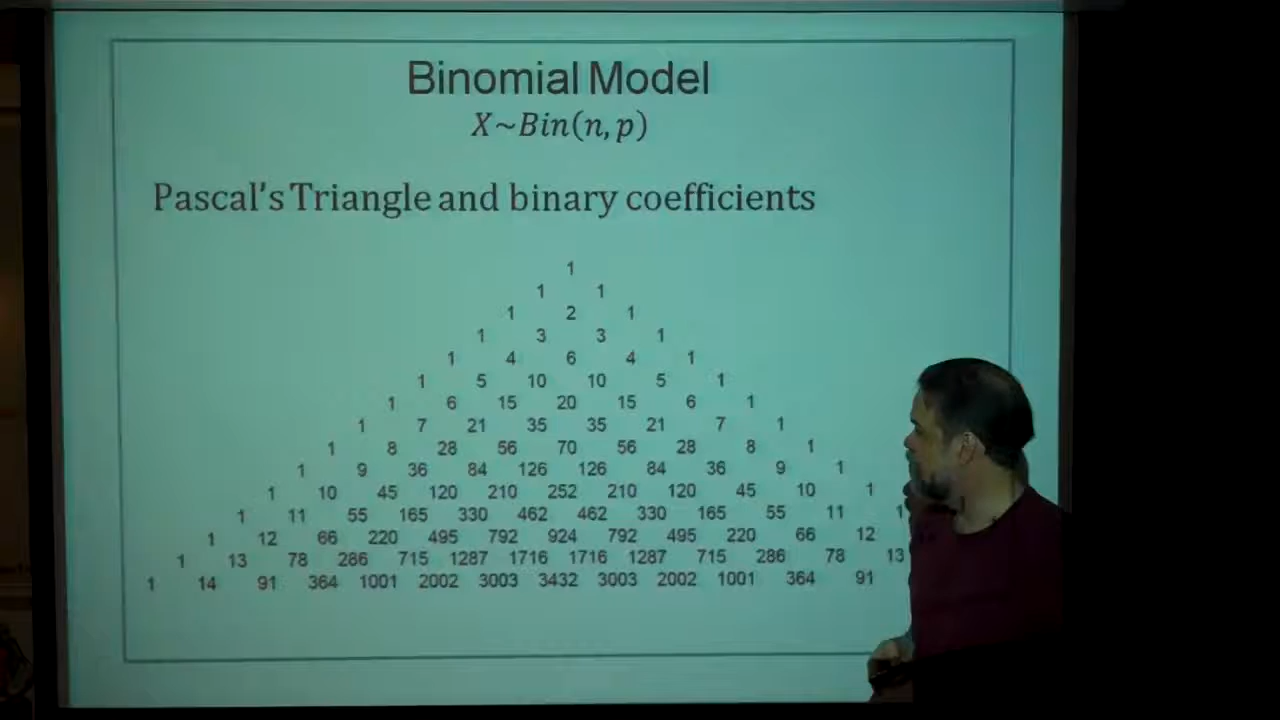 Binomial Model
X~Bin(n, p)
Pascal's Triangle and binary coefficients
1
1 1
1 2 1
1 3 3 1
1 4 6 4 1
1 5 10 10 5 1
1 6 15 20 15 6 1
1 7 21 35 35 21 7 1
1 8 28 56 70 56 28 8 1
1 9 36 84 126 126 84 36 9 1
1 10 45 120 210 252 210 120 45 10 1
1 11 55 165 330 462 462 330 165 55 11 1
1 12 66 220 495 792 924 792 495 220 66 12
1 13 78 286 715 1287 1716 1716 1287 715 286 78 13
1 14 91 364 1001 2002 3003 3432 3003 2002 1001 364 91